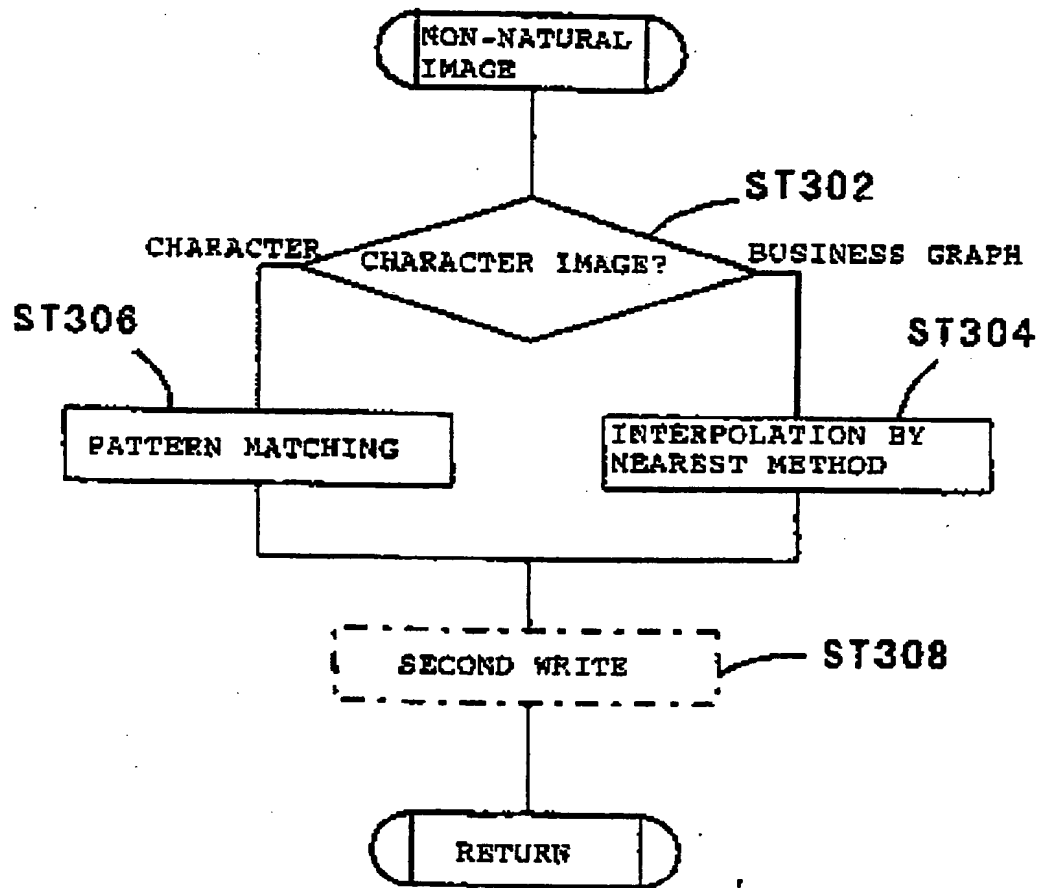 NON-NATURAL
IMAGE
ST302
CHARACTER
CHARACTER IMAGE?
BUSINESS GRAPH
ST306
ST304
PATTERN MATCHING
INTERPOLATION BY
NEAREST METHOD
SECOND WRITE
ST308
RETURN